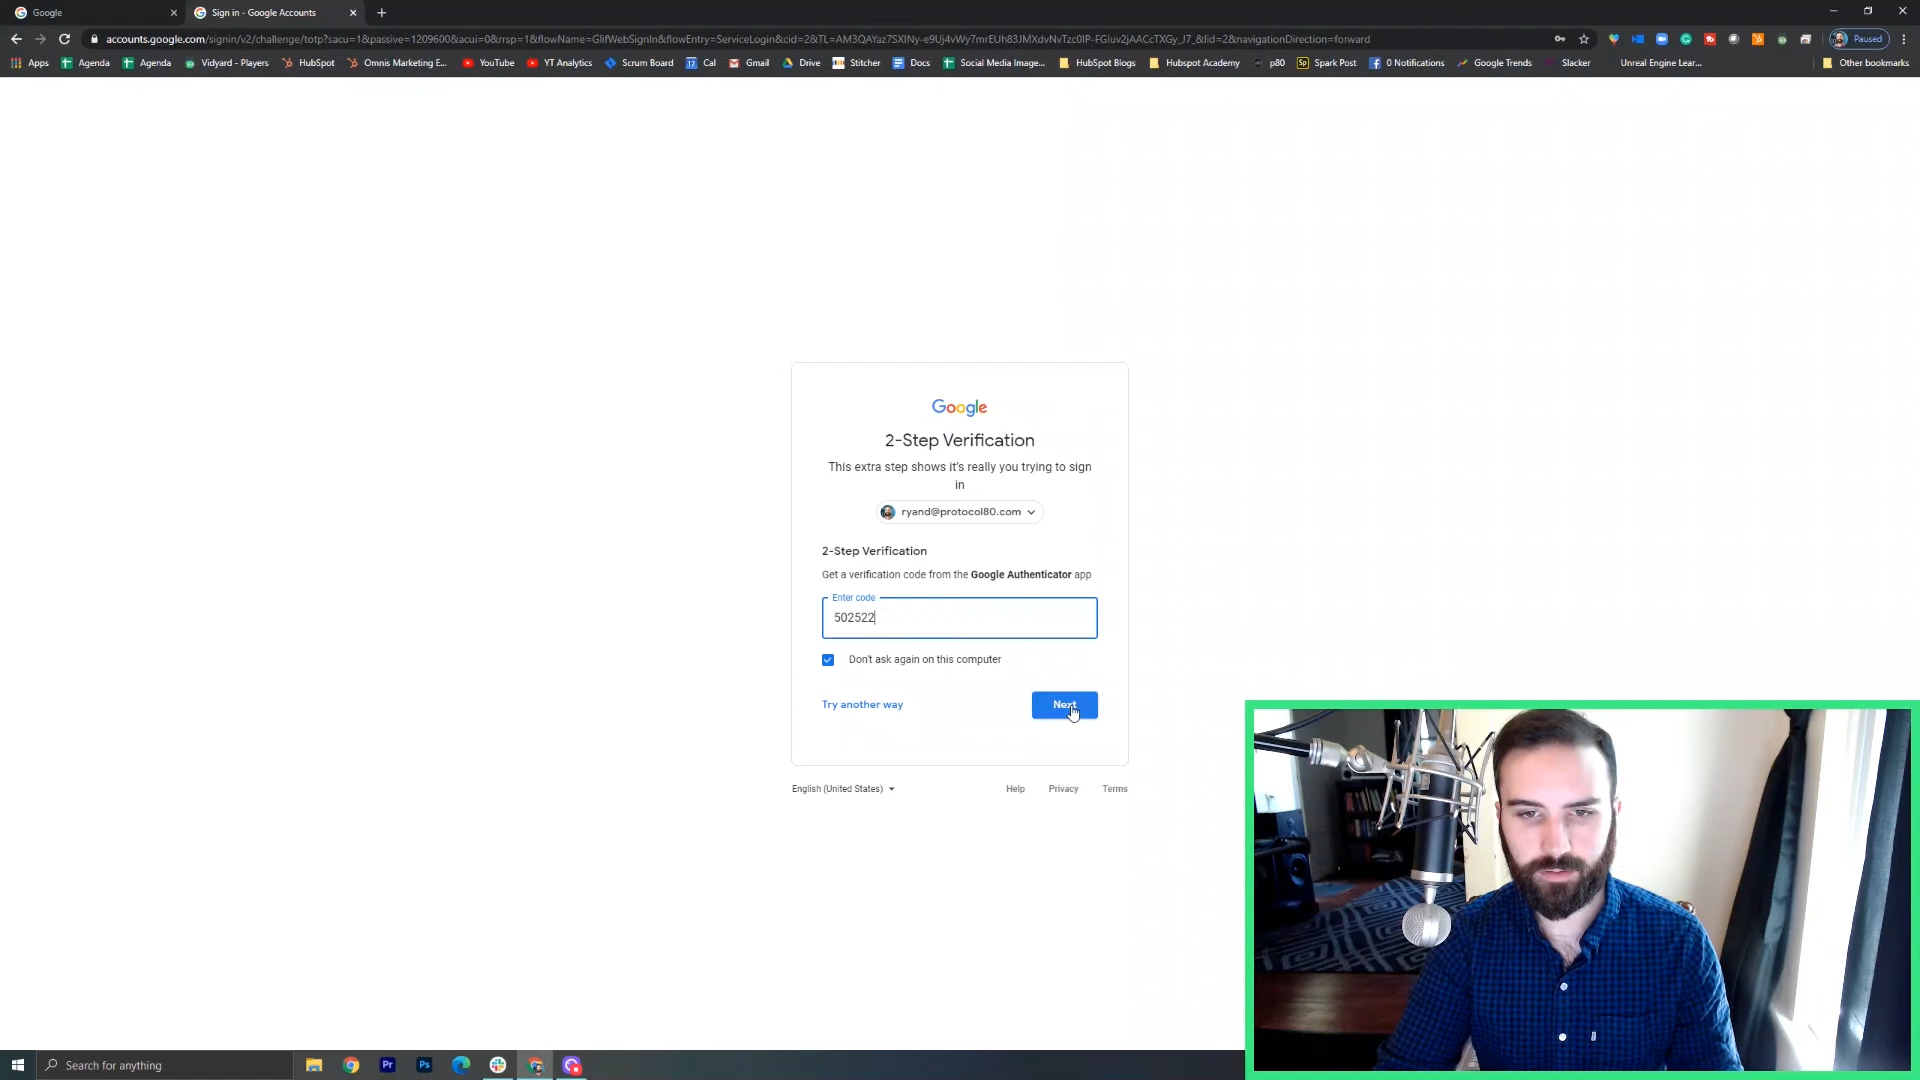 Google
Sign in - Google Accounts
accounts.google.com/signin/v2/challenge/totp?sacu=1&passive=1209600&acui=0&rrsp=1&flowName=GlifWebSignIn&flowEntry=ServiceLogin&cid=2&TL=AM3QAYaz7SXINy-e9Uj4vWy7mrEUh83JMXdvNvTzc0IP-FGIuv2jAACcTXGy_J7_&lid=2&navigationDirection=forward
Paused
Apps
Agenda
Agenda
Vidyard - Players
HubSpot
Omnis Marketing E...
YouTube
YT Analytics
Scrum Board
17
Cal
Gmail
Drive
Stitcher
Docs
Social Media Image...
HubSpot Blogs
Hubspot Academy
p80
Sp
Spark Post
0 Notifications
Google Trends
Slacker
Unreal Engine Lear...
Other bookmarks
Google
2-Step Verification
This extra step shows it's really you trying to sign
in
ryand@protocol80.com
2-Step Verification
Get a verification code from the Google Authenticator app
Enter code
502522
Don't ask again on this computer
Try another way
Next
English (United States)
Help
Privacy
Terms
Search for anything
Pr
Ps